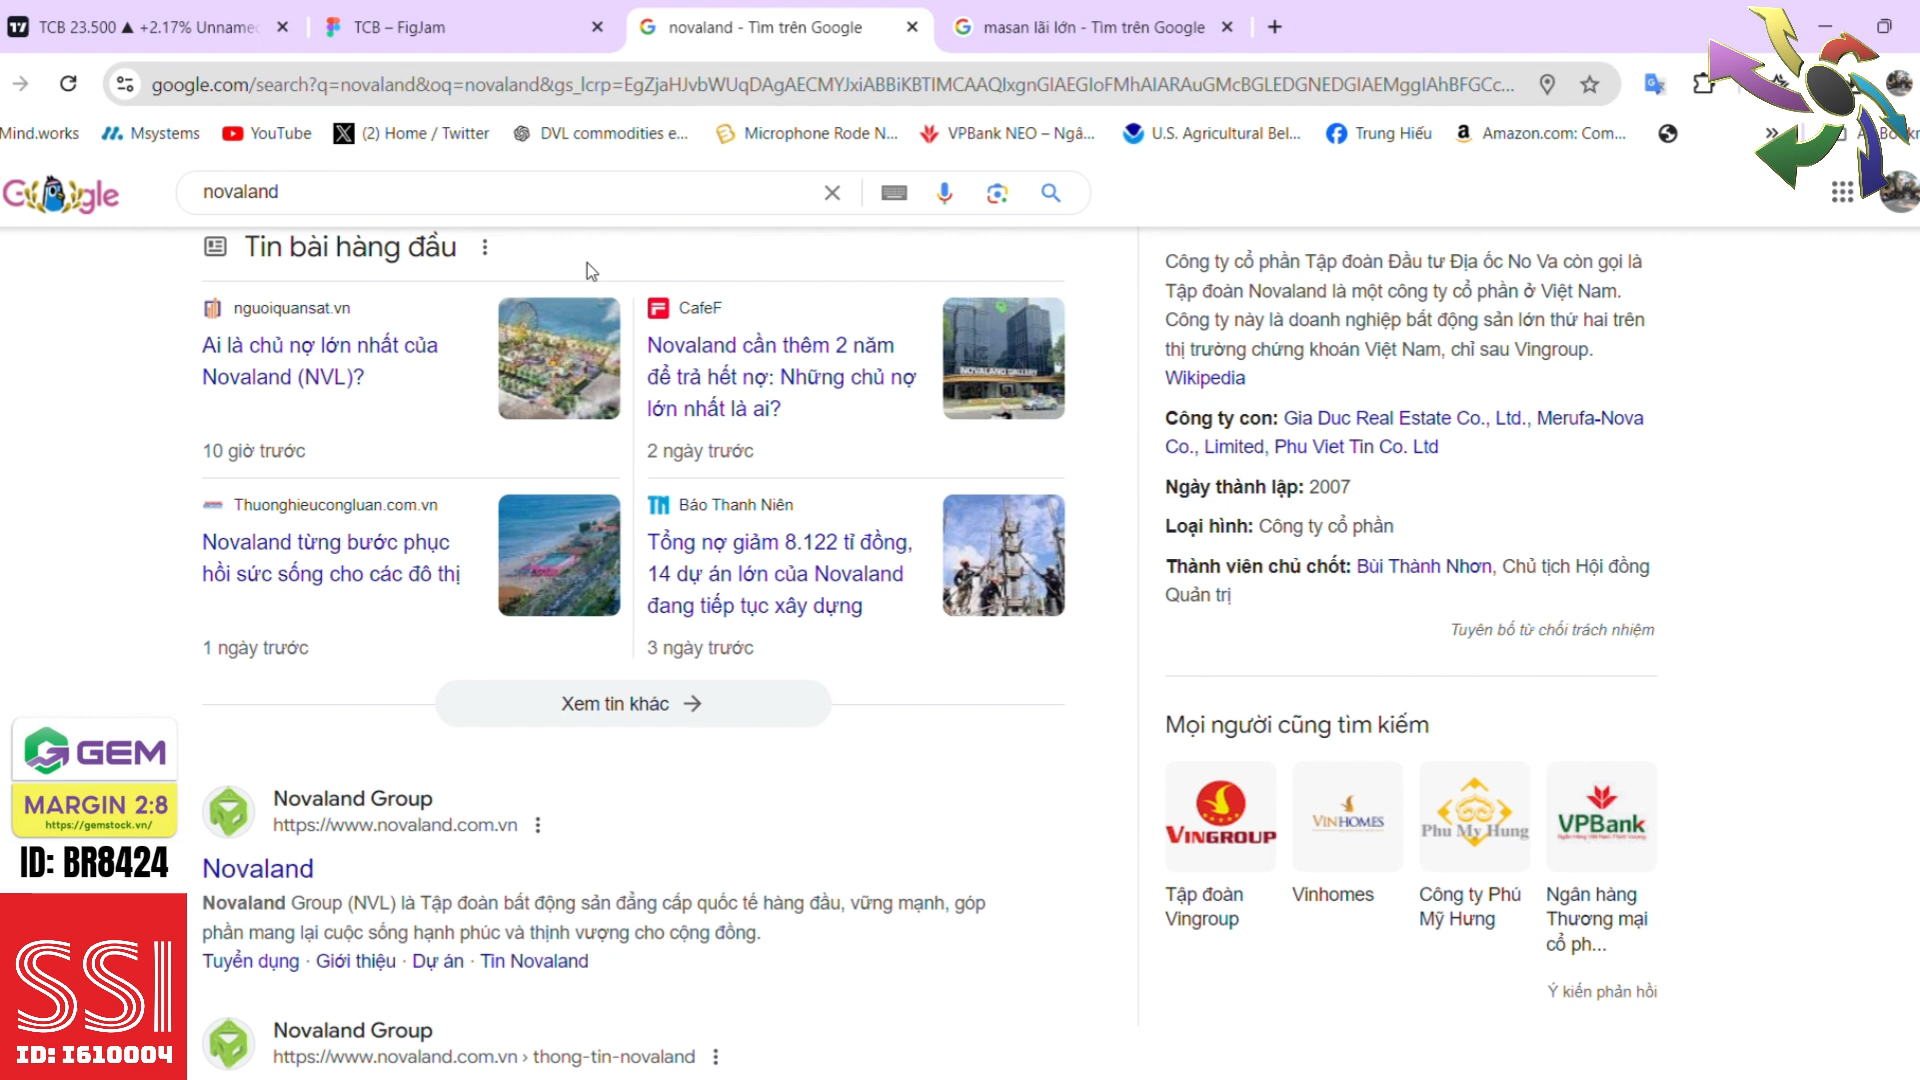 TCB 23.500 ▲ +2.17% Unname
TCB – FigJam
novaland - Tìm trên Google
masan lãi lớn - Tìm trên Google
google.com/search?q=novaland&oq=novaland&gs_lcrp=EgZjaHJvbWUqDAgAECMYJxiABBiKBTIMCAAQIxgnGIAEGIoFMhAIARAuGMcBGLEDGNEDGIAEMggIAhBFGCc...
Mind.works
Msystems
YouTube
(2) Home / Twitter
DVL commodities e...
Microphone Rode N...
VPBank NEO – Ngâ...
U.S. Agricultural Bel...
Trung Hiếu
Amazon.com: Com...
Google
novaland
Tin bài hàng đầu
nguoiquansat.vn
Ai là chủ nợ lớn nhất của
Novaland (NVL)?
10 giờ trước
CafeF
Novaland cần thêm 2 năm
để trả hết nợ: Những chủ nợ
lớn nhất là ai?
2 ngày trước
NOVALAND GALLERY
Thuonghieucongluan.com.vn
Novaland từng bước phục
hồi sức sống cho các đô thị
1 ngày trước
Báo Thanh Niên
Tổng nợ giảm 8.122 tỉ đồng,
14 dự án lớn của Novaland
đang tiếp tục xây dựng
3 ngày trước
Xem tin khác
Novaland Group
https://www.novaland.com.vn
Novaland
Novaland Group (NVL) là Tập đoàn bất động sản đẳng cấp quốc tế hàng đầu, vững mạnh, góp
phần mang lại cuộc sống hạnh phúc và thịnh vượng cho cộng đồng.
Tuyển dụng · Giới thiệu · Dự án · Tin Novaland
Novaland Group
https://www.novaland.com.vn › thong-tin-novaland
Công ty cổ phần Tập đoàn Đầu tư Địa ốc No Va còn gọi là
Tập đoàn Novaland là một công ty cổ phần ở Việt Nam.
Công ty này là doanh nghiệp bất động sản lớn thứ hai trên
thị trường chứng khoán Việt Nam, chỉ sau Vingroup.
Wikipedia
Công ty con: Gia Duc Real Estate Co., Ltd., Merufa-Nova
Co., Limited, Phu Viet Tin Co. Ltd
Ngày thành lập: 2007
Loại hình: Công ty cổ phần
Thành viên chủ chốt: Bùi Thành Nhơn, Chủ tịch Hội đồng
Quản trị
Tuyên bố từ chối trách nhiệm
Mọi người cũng tìm kiếm
VINGROUP
VINHOMES
Phu My Hung
VPBank
Tập đoàn
Vingroup
Vinhomes
Công ty Phú
Mỹ Hưng
Ngân hàng
Thương mại
cổ ph...
Ý kiến phản hồi
GEM
MARGIN 2:8
https://gemstock.vn/
ID: BR8424
SSI
ID: I610004